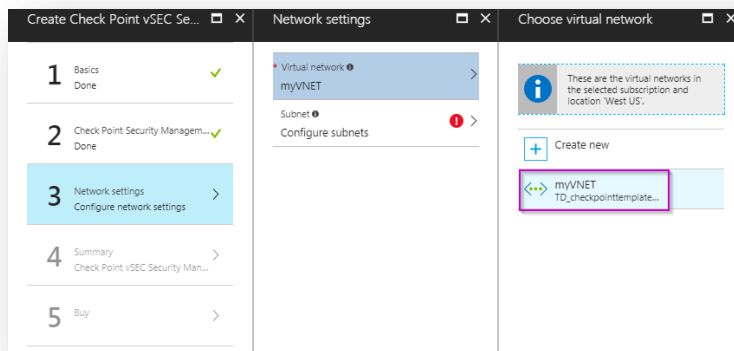 Create Check Point vSEC Se...
1
Basics
Done
2
Check Point Security Managem...
Done
3
Network settings
Configure network settings
4
Summary
Check Point vSEC Security Man...
5
Buy
Network settings
* Virtual network
myVNET
Subnet
Configure subnets
Choose virtual network
These are the virtual networks in
the selected subscription and
location 'West US'.
Create new
myVNET
TD_checkpointtemplate...